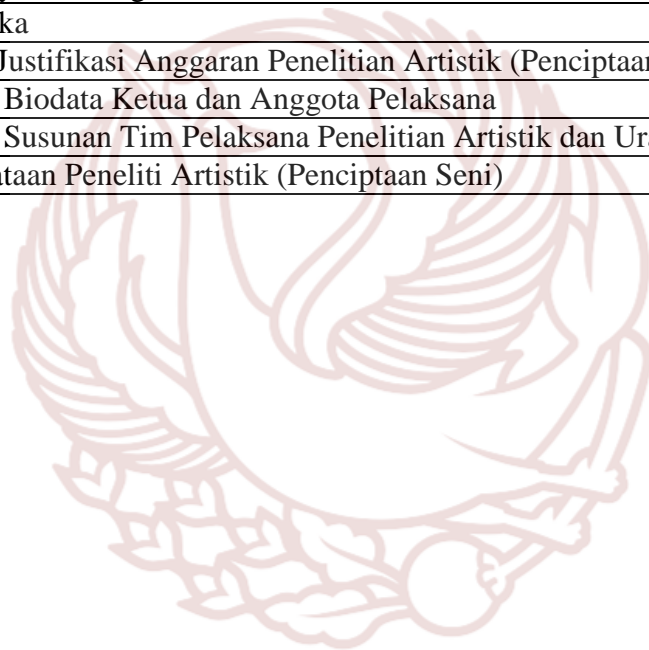 ka
Justifikasi Anggaran Penelitian Artistik (Penciptaan
Biodata Ketua dan Anggota Pelaksana
Susunan Tim Pelaksana Penelitian Artistik dan Ura
taan Peneliti Artistik (Penciptaan Seni)